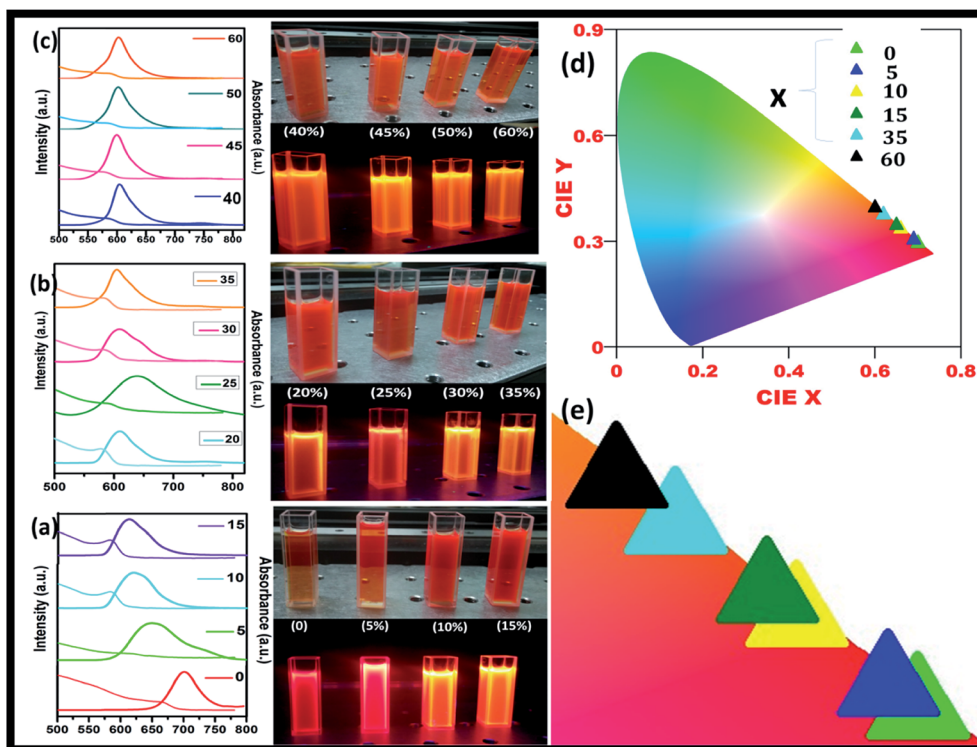 (c)
60
50
45
40
Intensity (a.u.)
Absorbance (a.u.)
500 550 600 650 700 750 800
(40%) (45%) (50%) (60%)
(b)
35
30
25
20
Intensity (a.u.)
Absorbance (a.u.)
500 600 700 800
(20%) (25%) (30%) (35%)
(a)
15
10
5
0
Intensity (a.u.)
Absorbance (a.u.)
500 550 600 650 700 750 800
(0) (5%) (10%) (15%)
(d)
0.9
0.6
0.3
0
CIE Y
X
0
5
10
15
35
60
0 0.2 0.4 0.6 0.8
CIE X
(e)